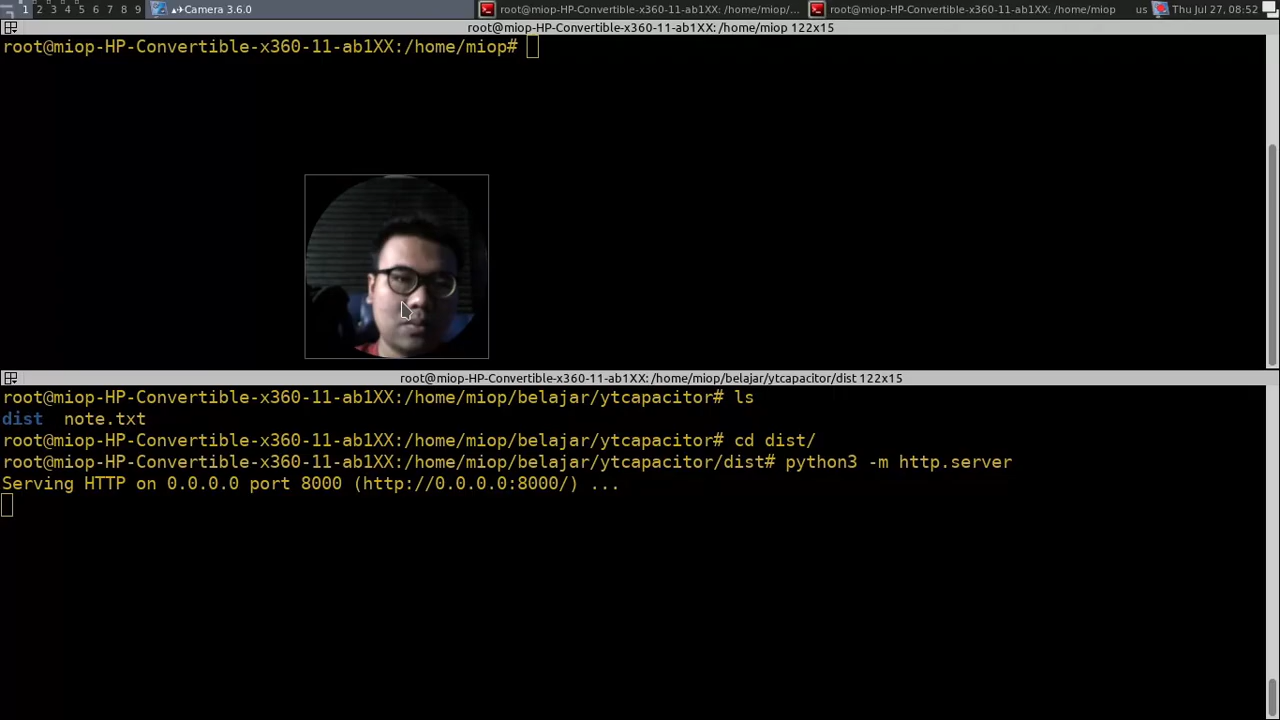 1 2 3 4 5 6 7 8 9 Camera 3.6.0 root@miop-HP-Convertible-x360-11-ab1XX: /home/miop/... root@miop-HP-Convertible-x360-11-ab1XX: /home/miop us Thu Jul 27, 08:52
root@miop-HP-Convertible-x360-11-ab1XX: /home/miop 122x15
root@miop-HP-Convertible-x360-11-ab1XX:/home/miop#
root@miop-HP-Convertible-x360-11-ab1XX: /home/miop/belajar/ytcapacitor/dist 122x15
root@miop-HP-Convertible-x360-11-ab1XX:/home/miop/belajar/ytcapacitor# ls
dist  note.txt
root@miop-HP-Convertible-x360-11-ab1XX:/home/miop/belajar/ytcapacitor# cd dist/
root@miop-HP-Convertible-x360-11-ab1XX:/home/miop/belajar/ytcapacitor/dist# python3 -m http.server
Serving HTTP on 0.0.0.0 port 8000 (http://0.0.0.0:8000/) ...